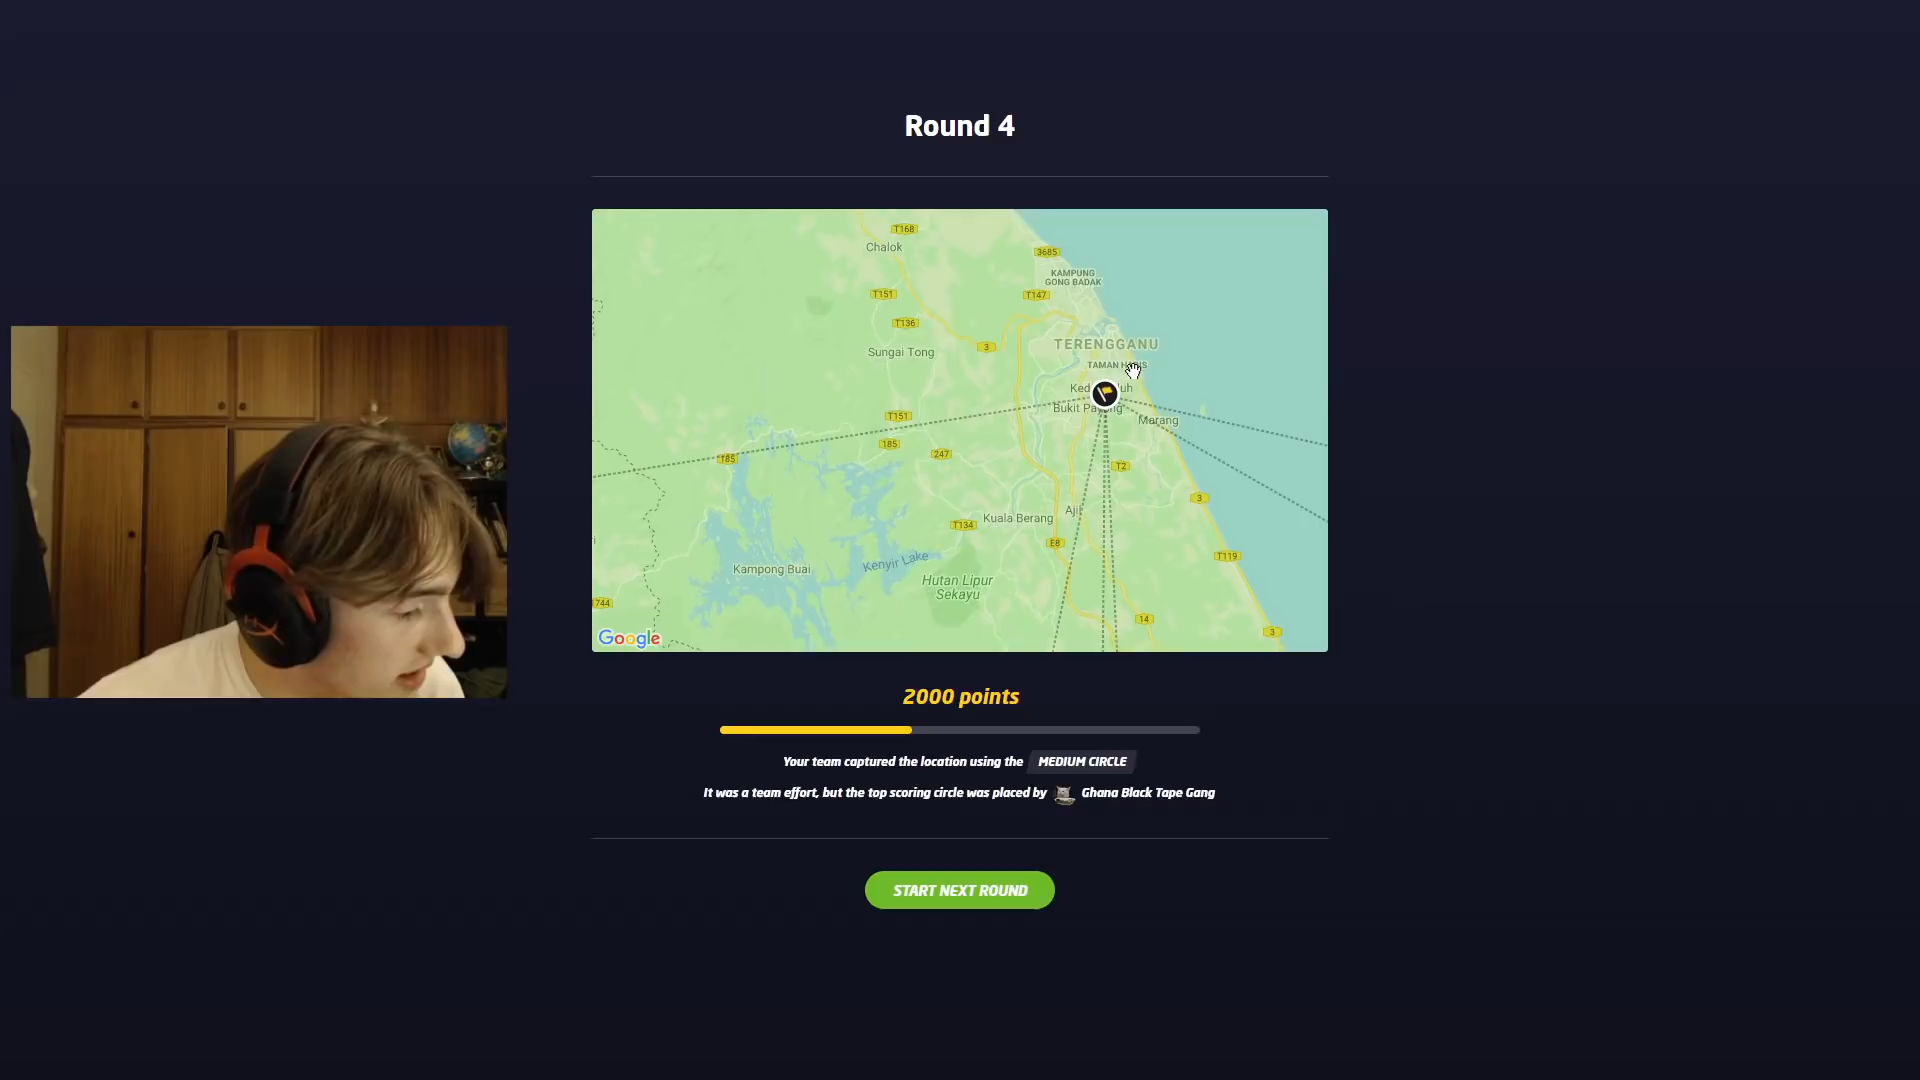 Round 4
T168
Chalok
3685
KAMPUNG
GONG BADAK
T151
T147
T136
TERENGGANU
3
Sungai Tong
T151
Bukit
Marang
185
247
185
T2
3
Kuala Berang
Ajil
T134
E8
T119
Kenyir Lake
Kampong Buai
Hutan Lipur
Sekayu
744
14
3
Google
2000 points
Your team captured the location using the MEDIUM CIRCLE
It was a team effort, but the top scoring circle was placed by Ghana Black Tape Gang
START NEXT ROUND